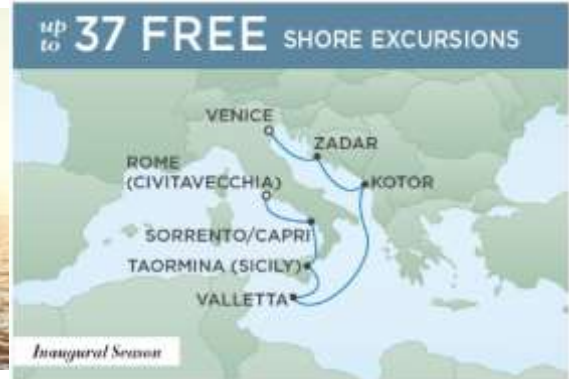 up to 37 FREE SHORE EXCURSIONS
VENICE
ZADAR
ROME
(CIVITAVECCHIA)
KOTOR
SORRENTO/CAPRI
TAORMINA (SICILY)
VALLETTA
Inaugural Season